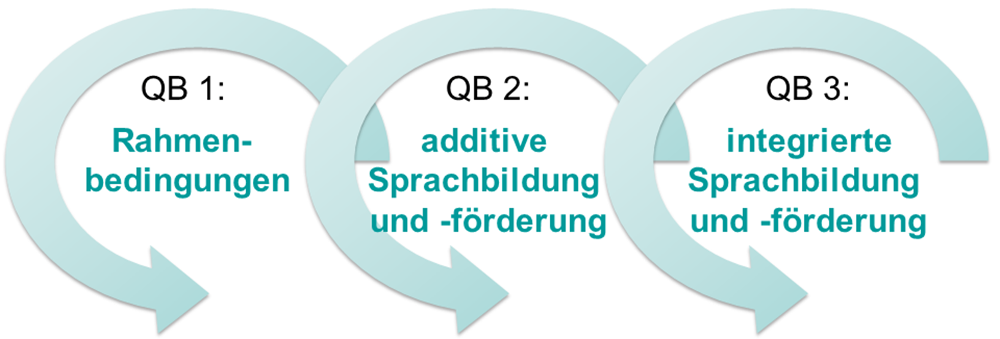 QB 1:
Rahmen-
bedingungen
QB 2:
additive
Sprachbildung
und -förderung
QB 3:
integrierte
Sprachbildung
und -förderung